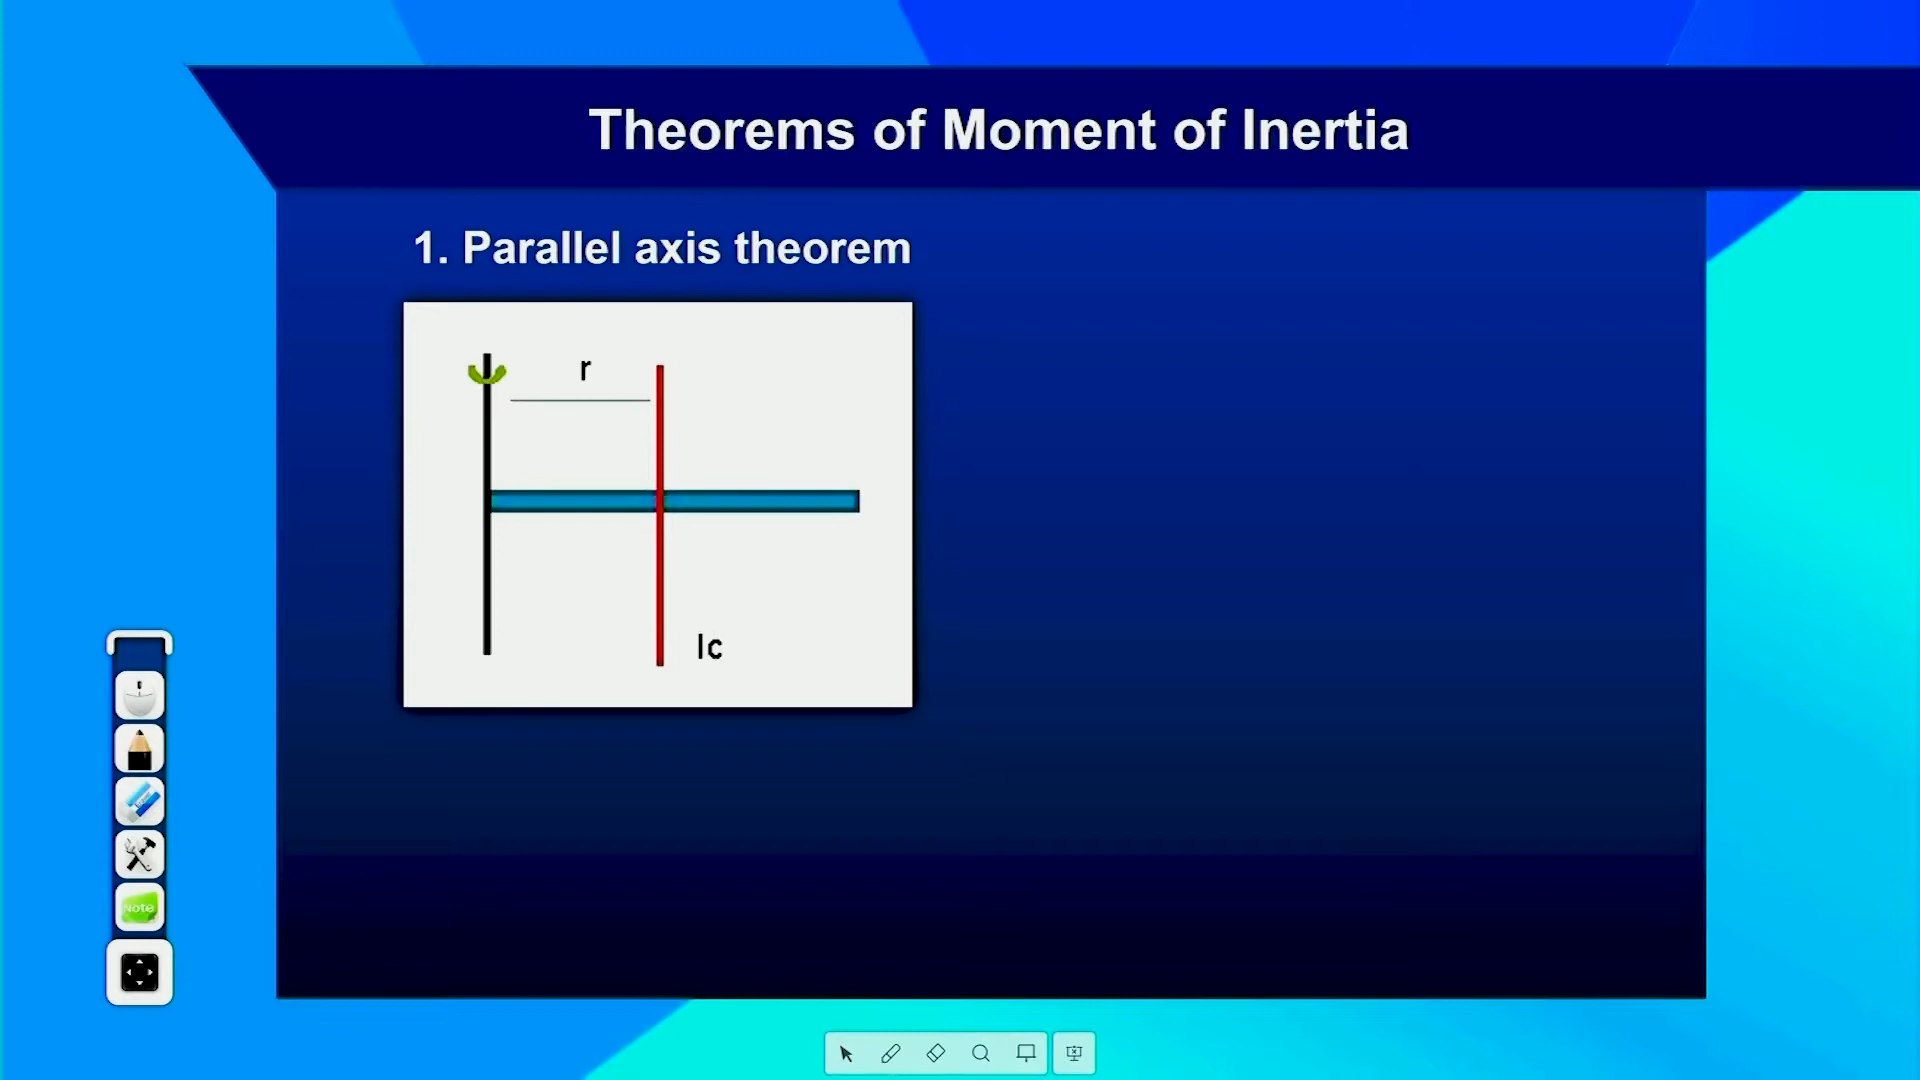 Theorems of Moment of Inertia
1. Parallel axis theorem
r
Ic
Note